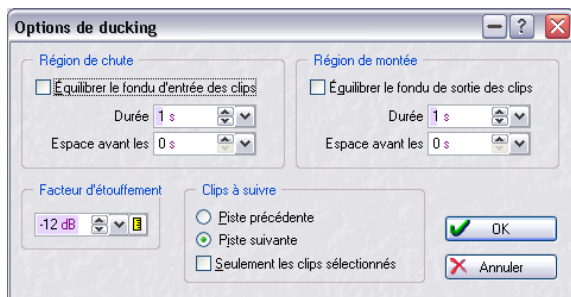 Options de ducking
Région de chute
Équilibrer le fondu d'entrée des clips
Durée 1 s
Espace avant les 0 s
Région de montée
Équilibrer le fondu de sortie des clips
Durée 1 s
Espace avant les 0 s
Facteur d'étouffement
-12 dB
Clips à suivre
Piste précédente
Piste suivante
Seulement les clips sélectionnés
OK
Annuler